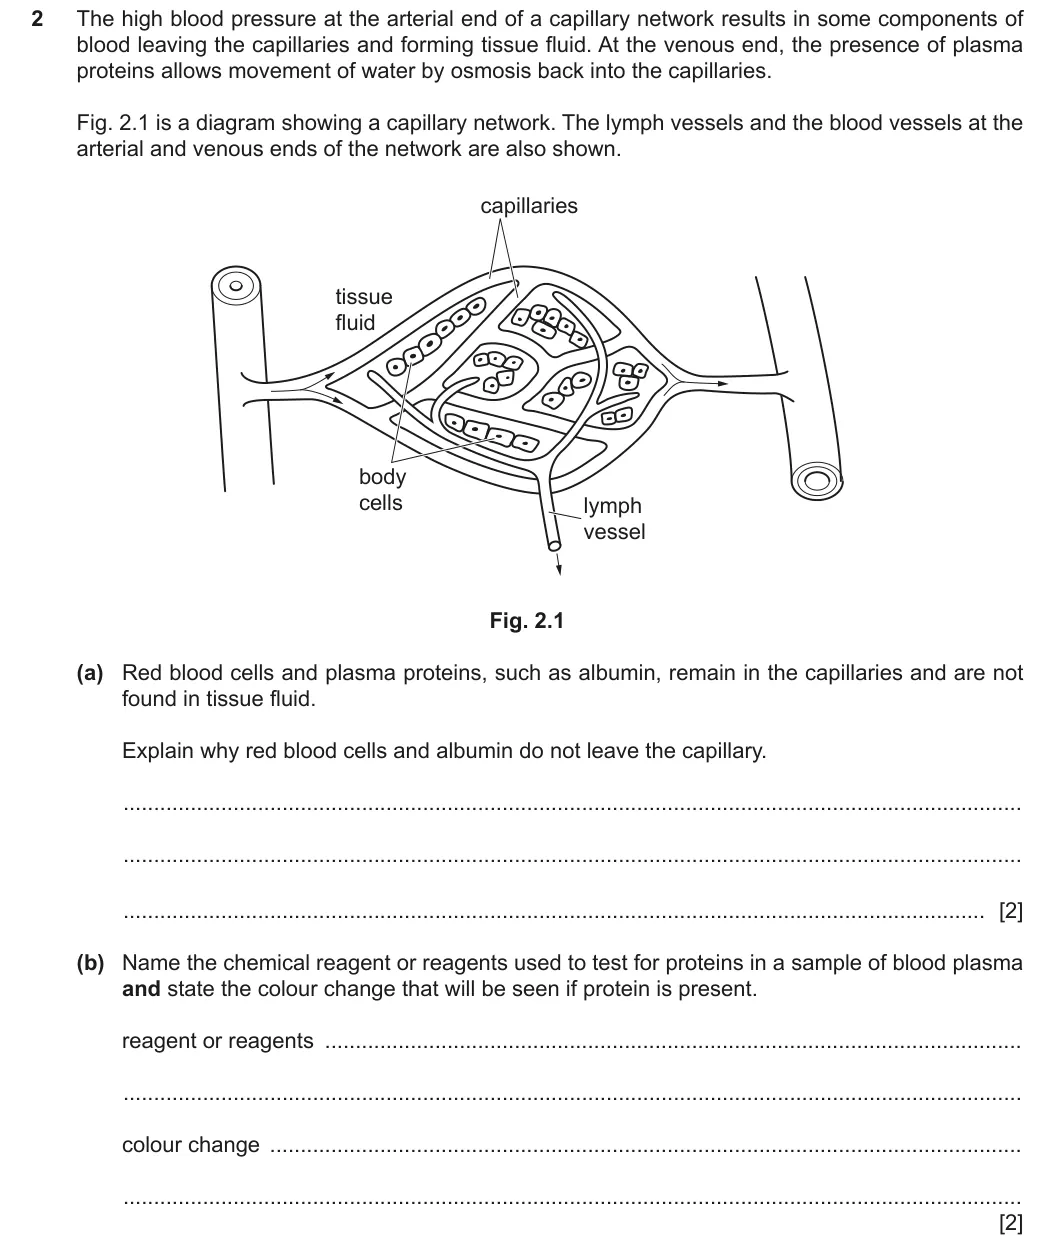 2 The high blood pressure at the arterial end of a capillary network results in some components of
blood leaving the capillaries and forming tissue fluid. At the venous end, the presence of plasma
proteins allows movement of water by osmosis back into the capillaries.
Fig. 2.1 is a diagram showing a capillary network. The lymph vessels and the blood vessels at the
arterial and venous ends of the network are also shown.
capillaries
tissue
fluid
body
cells
lymph
vessel
Fig. 2.1
(a) Red blood cells and plasma proteins, such as albumin, remain in the capillaries and are not
found in tissue fluid.
Explain why red blood cells and albumin do not leave the capillary.
[2]
(b) Name the chemical reagent or reagents used to test for proteins in a sample of blood plasma
and state the colour change that will be seen if protein is present.
reagent or reagents
colour change
[2]